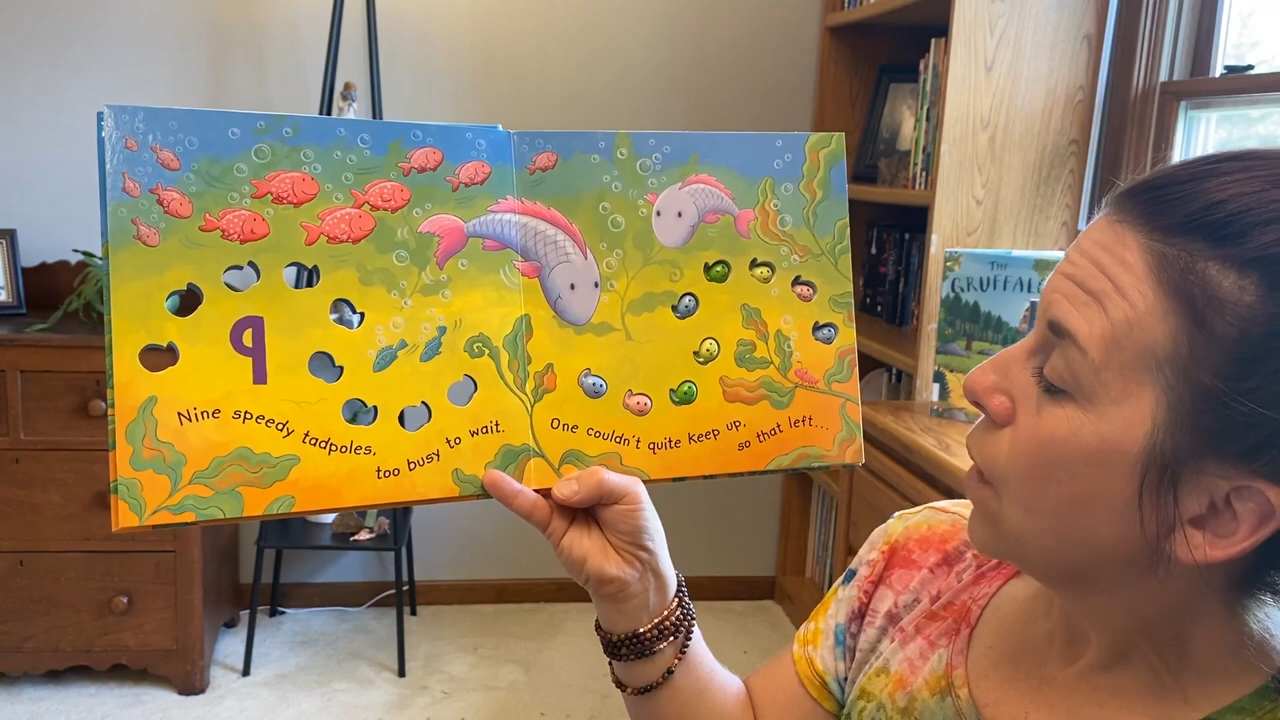 9
Nine speedy tadpoles,
too busy to wait.
One couldn't quite keep up,
so that left...
THE
GRUFFALO